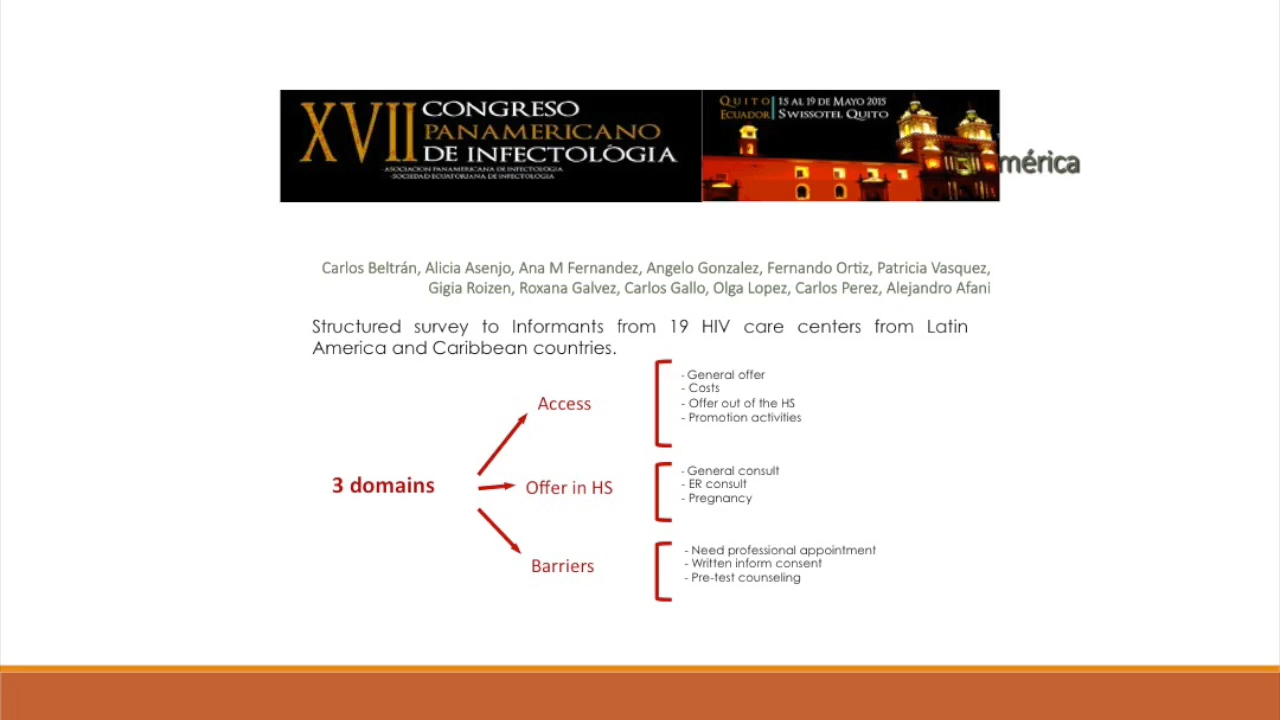 XVII CONGRESO
PANAMERICANO
DE INFECTOLOGIA
ASOCIACION PANAMERICANA DE INFECTOLOGIA
-SOCIEDAD ECUATORIANA DE INFECTOLOGIA
QUITO 15 AL 19 DE MAYO 2015
ECUADOR SWISSOTEL QUITO
mérica
Carlos Beltrán, Alicia Asenjo, Ana M Fernandez, Angelo Gonzalez, Fernando Ortiz, Patricia Vasquez,
Gigia Roizen, Roxana Galvez, Carlos Gallo, Olga Lopez, Carlos Perez, Alejandro Afani
Structured survey to Informants from 19 HIV care centers from Latin
America and Caribbean countries.
3 domains
Access
- General offer
- Costs
- Offer out of the HS
- Promotion activities
Offer in HS
- General consult
- ER consult
- Pregnancy
Barriers
- Need professional appointment
- Written inform consent
- Pre-test counseling